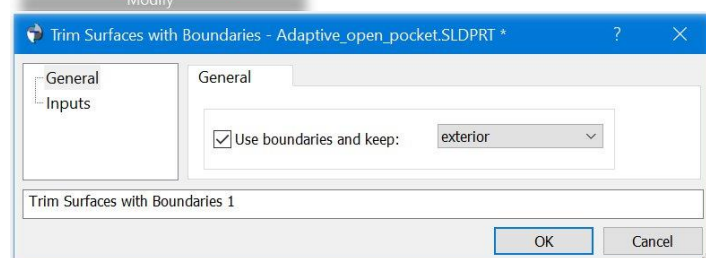 Modify
Trim Surfaces with Boundaries - Adaptive_open_pocket.SLDPRT * ?
General
Inputs
General
Use boundaries and keep: exterior
Trim Surfaces with Boundaries 1
OK Cancel